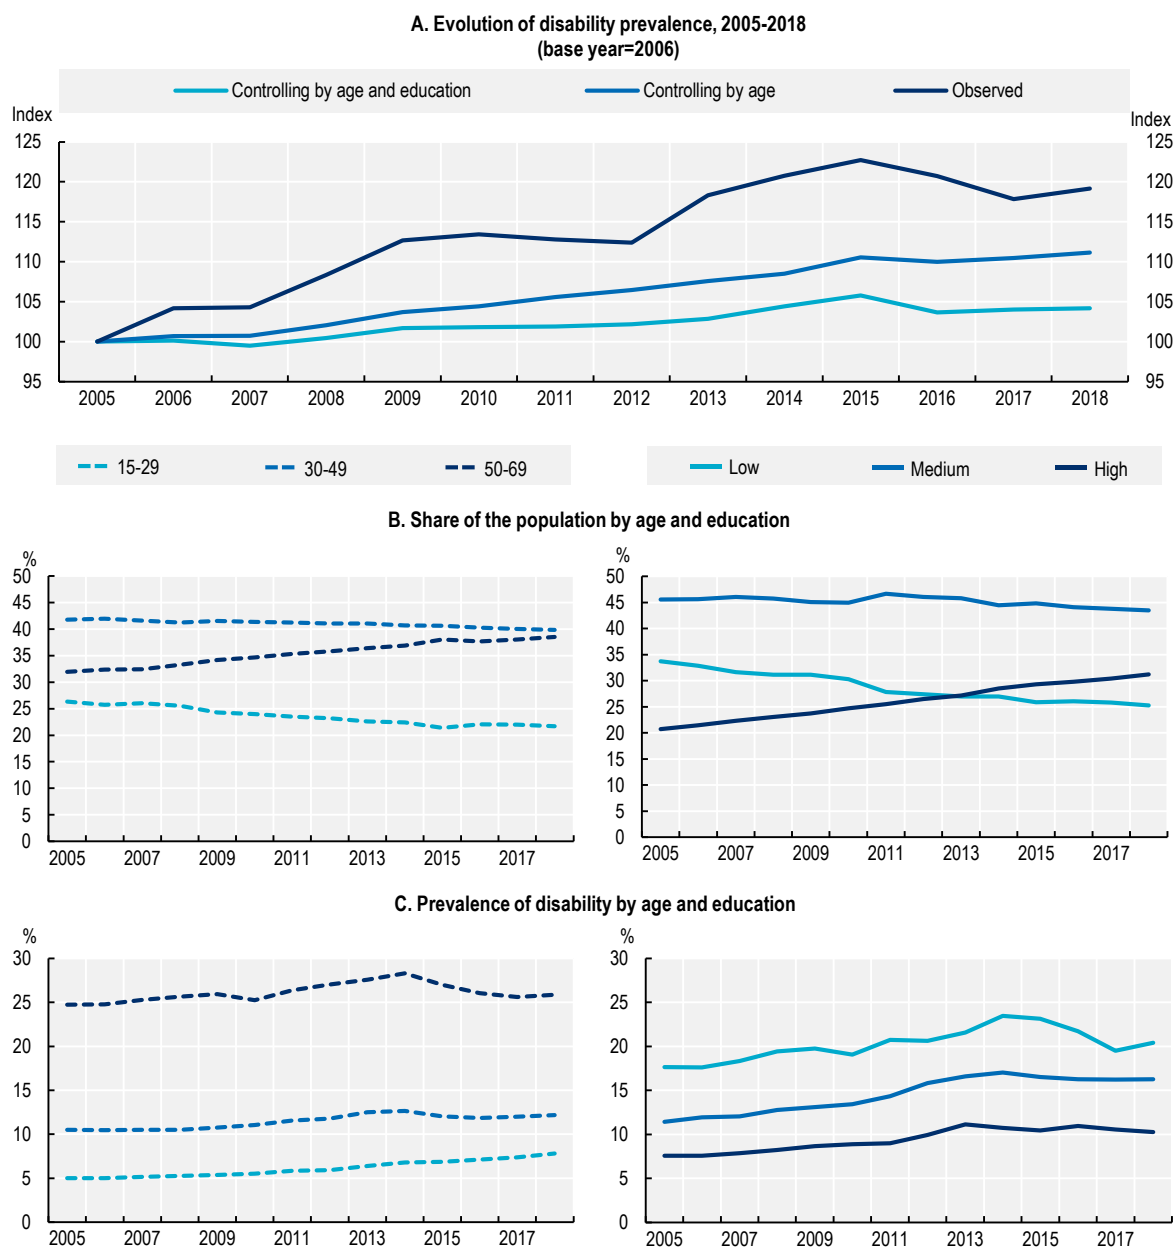 A. Evolution of disability prevalence, 2005-2018
(base year=2006)
Controlling by age and education Controlling by age Observed
Index Index
125 125
120 120
115 115
110 110
105 105
100 100
95 95
2005 2006 2007 2008 2009 2010 2011 2012 2013 2014 2015 2016 2017 2018
15-29 30-49 50-69 Low Medium High
B. Share of the population by age and education
% %
50 50
45 45
40 40
35 35
30 30
25 25
20 20
15 15
10 10
5 5
0 0
2005 2007 2009 2011 2013 2015 2017 2005 2007 2009 2011 2013 2015 2017
C. Prevalence of disability by age and education
% %
30 30
25 25
20 20
15 15
10 10
5 5
0 0
2005 2007 2009 2011 2013 2015 2017 2005 2007 2009 2011 2013 2015 2017